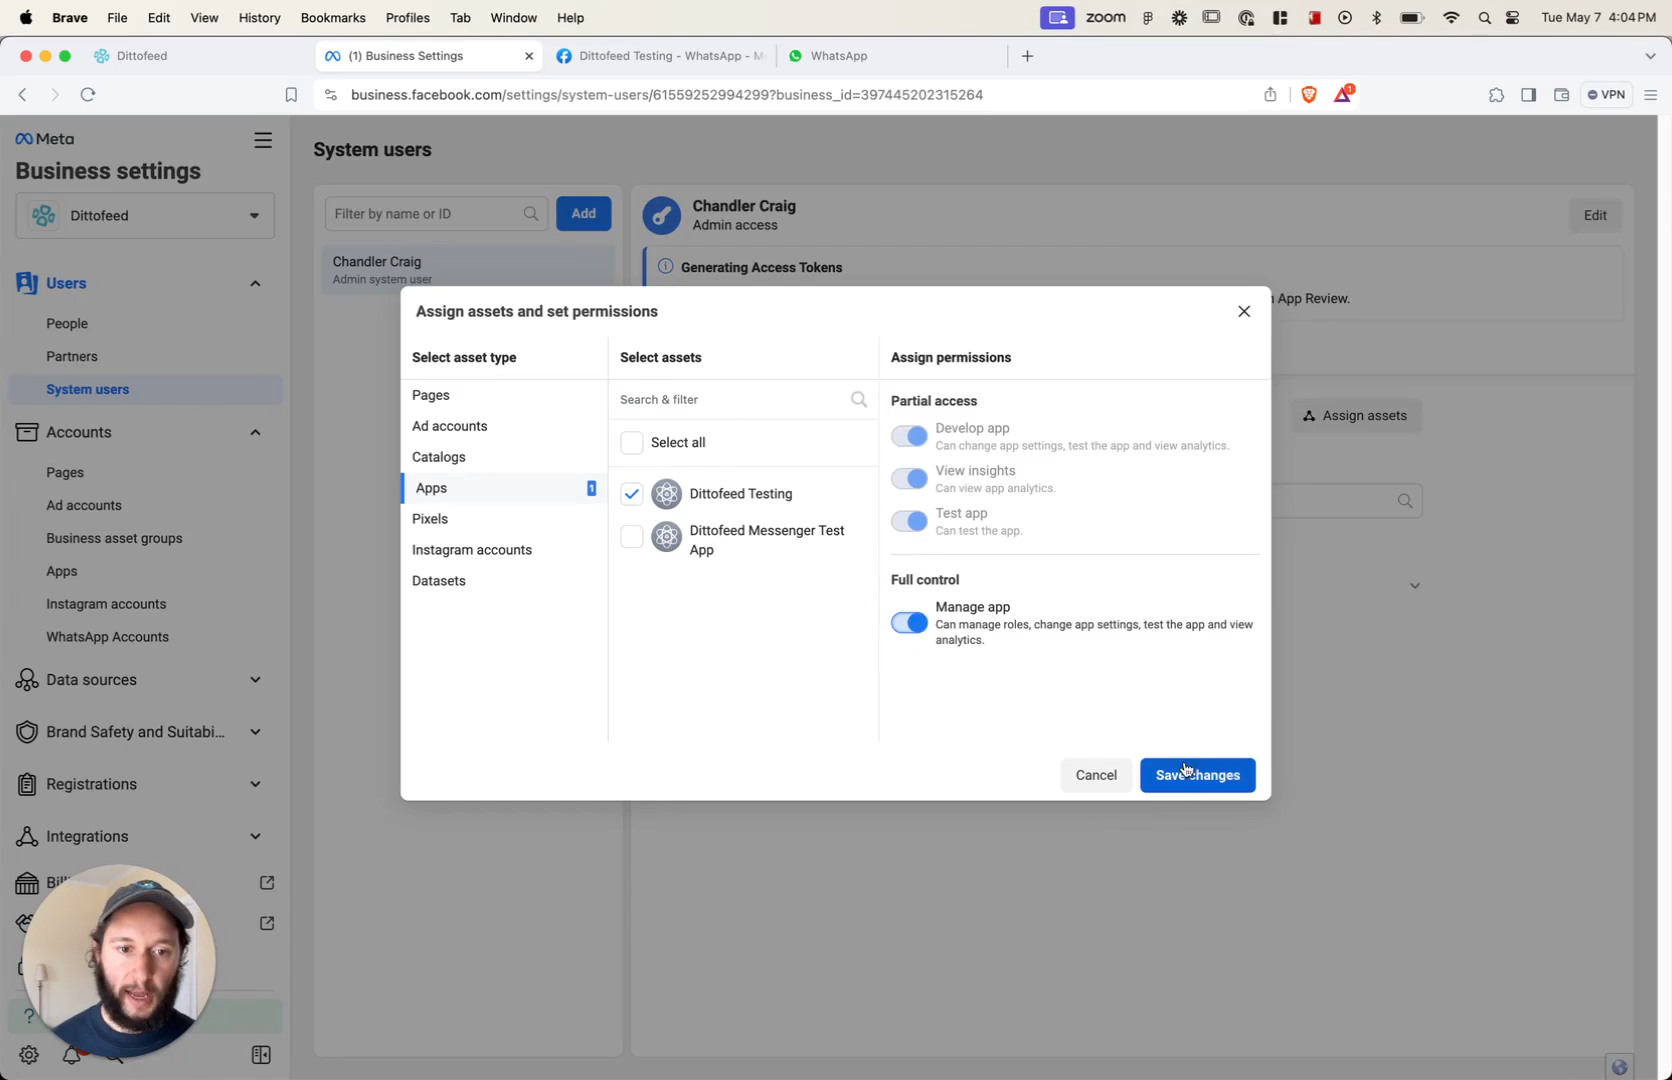 Brave File Edit View History Bookmarks Profiles Tab Window Help
zoom
Tue May 7 4:04 PM
Dittofeed
(1) Business Settings
Dittofeed Testing - WhatsApp - M
WhatsApp
business.facebook.com/settings/system-users/61559252994299?business_id=397445202315264
1
VPN
Meta
Business settings
Dittofeed
Users
People
Partners
System users
Accounts
Pages
Ad accounts
Business asset groups
Apps
Instagram accounts
WhatsApp Accounts
Data sources
Brand Safety and Suitabi...
Registrations
Integrations
System users
Filter by name or ID
Add
Chandler Craig
Admin system user
Chandler Craig
Admin access
Edit
Generating Access Tokens
App Review.
Assign assets
Assign assets and set permissions
Select asset type
Pages
Ad accounts
Catalogs
Apps
1
Pixels
Instagram accounts
Datasets
Select assets
Search & filter
Select all
Dittofeed Testing
Dittofeed Messenger Test
App
Assign permissions
Partial access
Develop app
Can change app settings, test the app and view analytics.
View insights
Can view app analytics.
Test app
Can test the app.
Full control
Manage app
Can manage roles, change app settings, test the app and view
analytics.
Cancel
Save changes